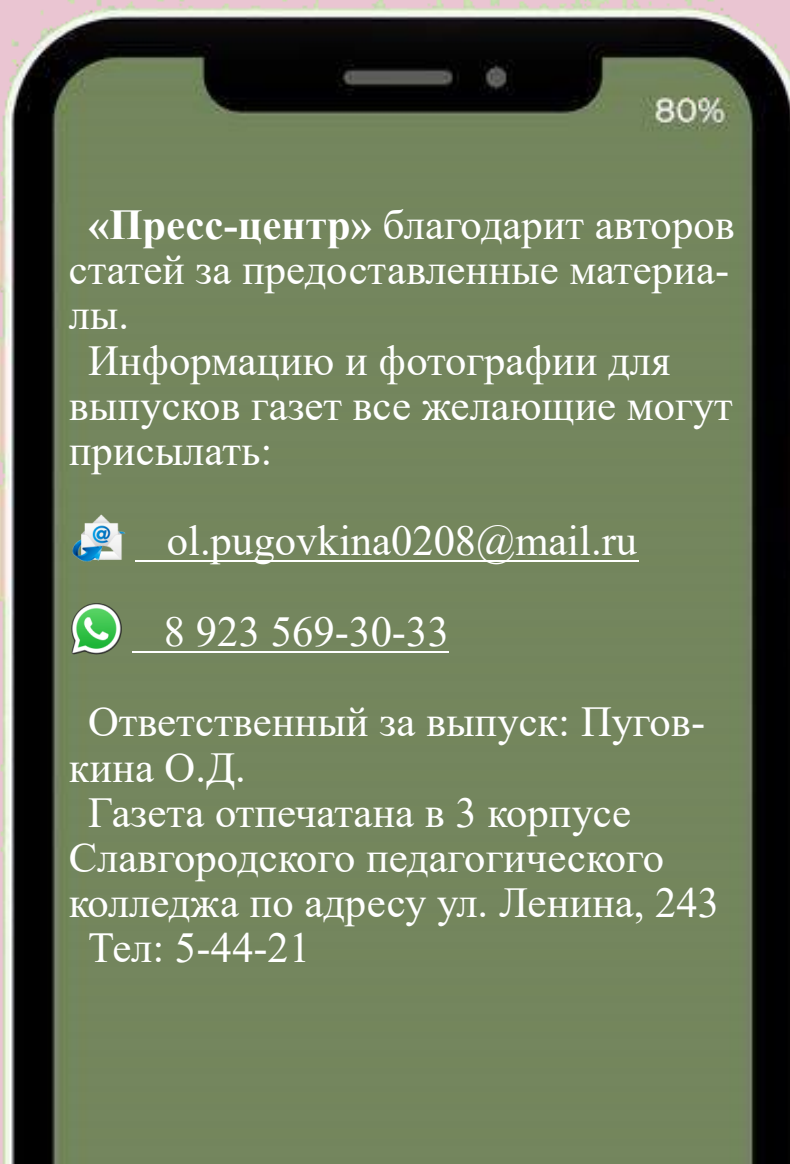 80%
«Пресс-центр» благодарит авторов
статей за предоставленные материа-
лы.
Информацию и фотографии для
выпусков газет все желающие могут
присылать:
ol.pugovkina0208@mail.ru
8 923 569-30-33
Ответственный за выпуск: Пугов-
кина О.Д.
Газета отпечатана в 3 корпусе
Славгородского педагогического
колледжа по адресу ул. Ленина, 243
Тел: 5-44-21